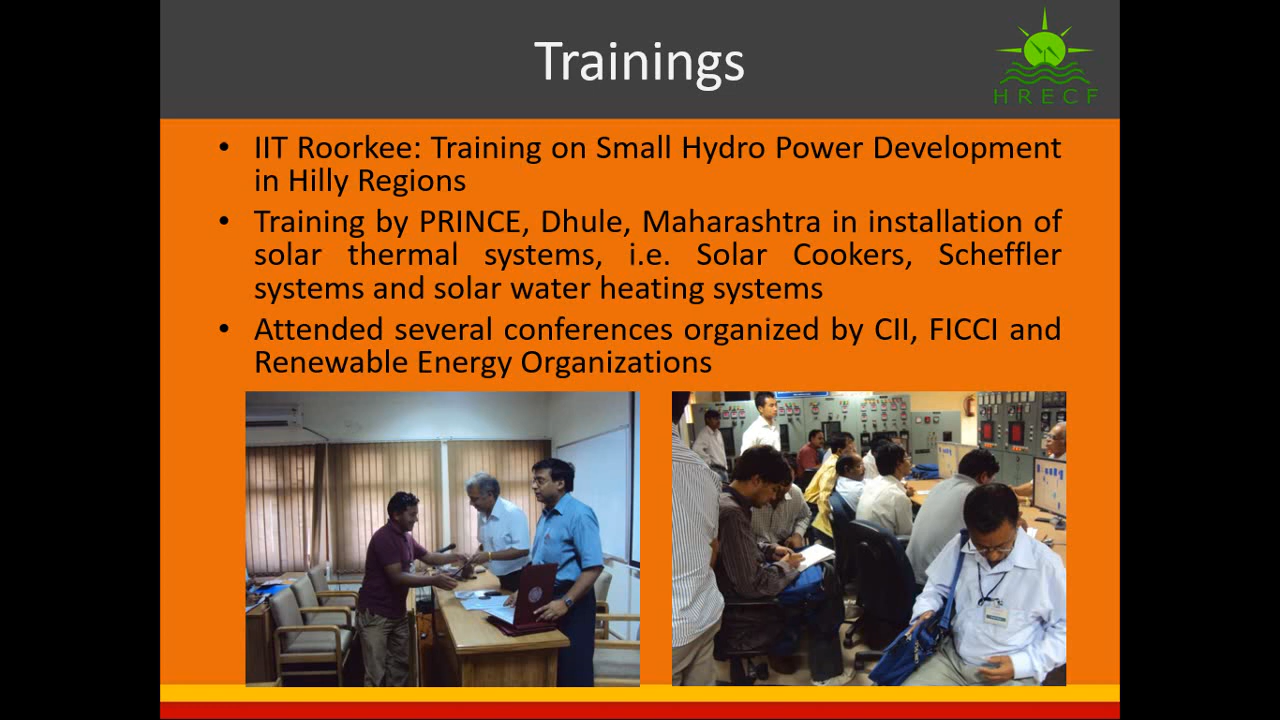 Trainings
HRECF
• IIT Roorkee: Training on Small Hydro Power Development
in Hilly Regions
• Training by PRINCE, Dhule, Maharashtra in installation of
solar thermal systems, i.e. Solar Cookers, Scheffler
systems and solar water heating systems
• Attended several conferences organized by CII, FICCI and
Renewable Energy Organizations